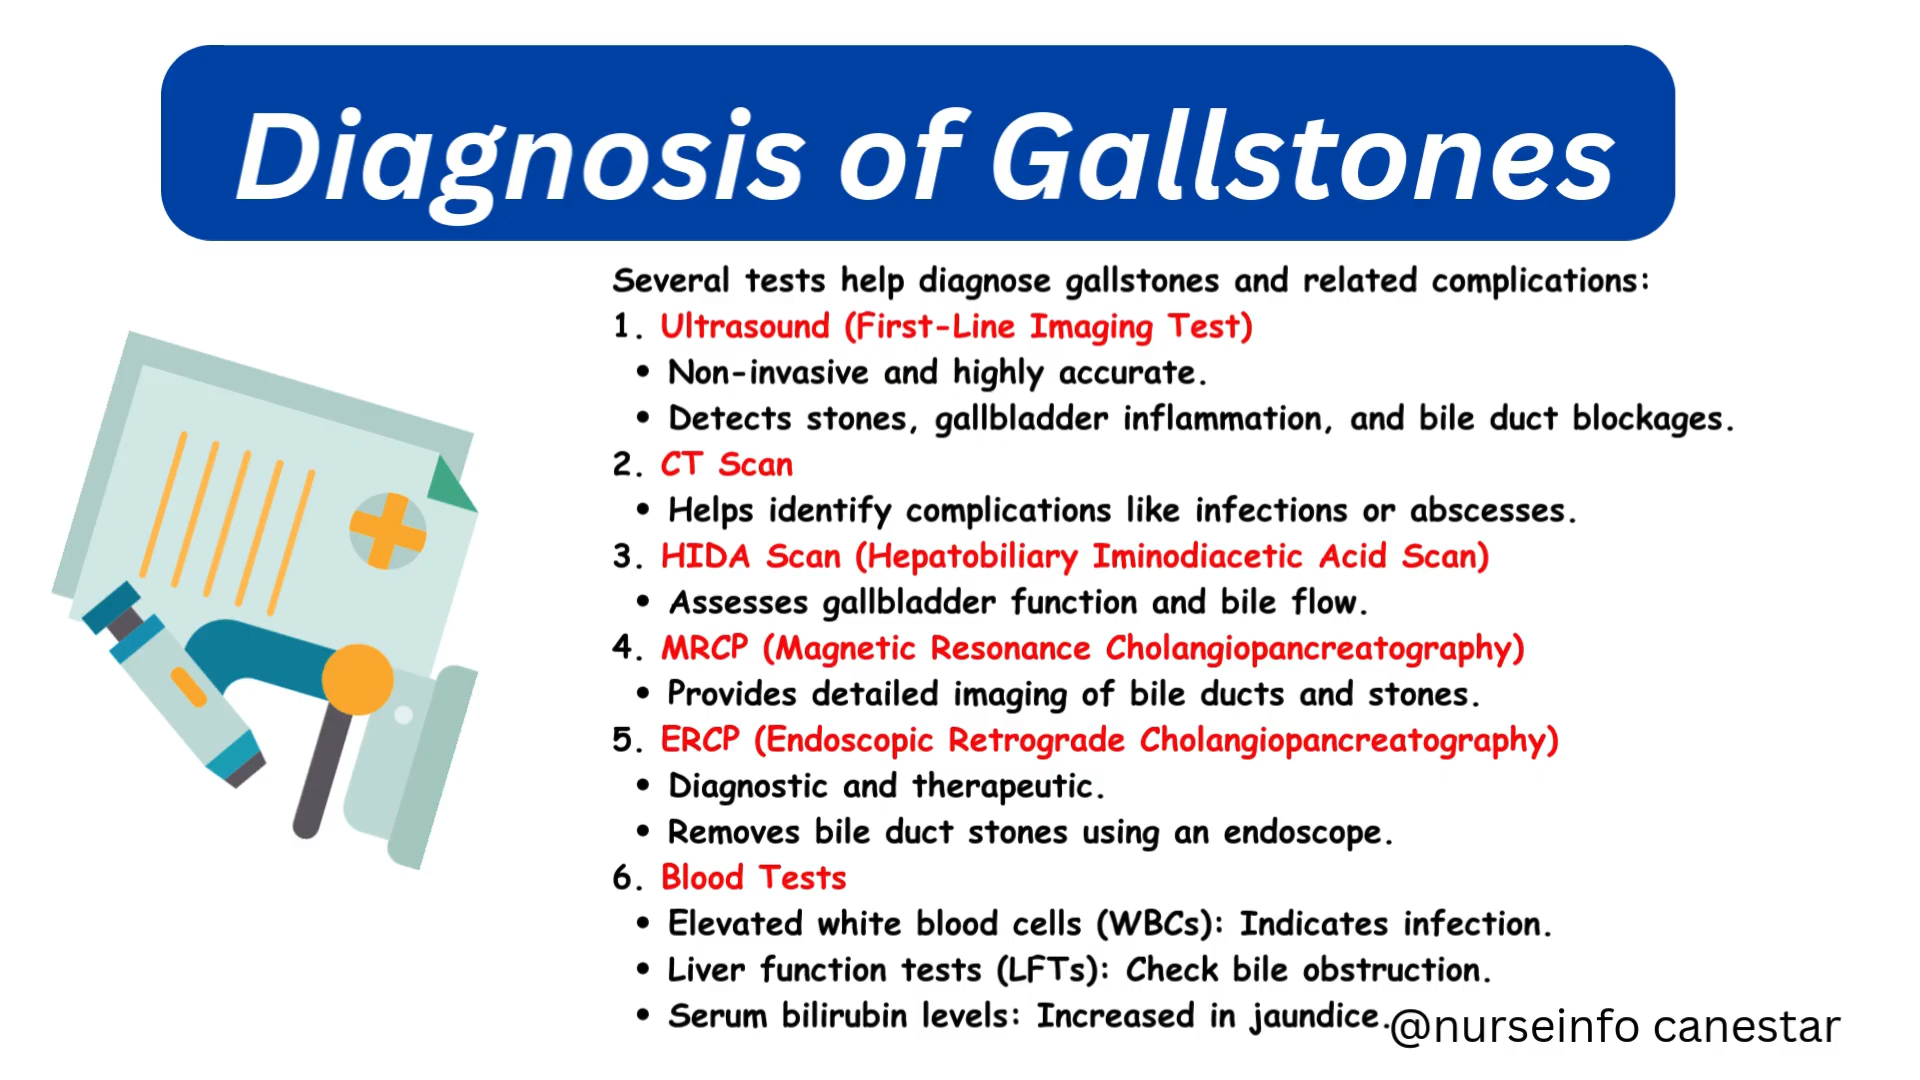 Diagnosis of Gallstones
Several tests help diagnose gallstones and related complications:
1. Ultrasound (First-Line Imaging Test)
• Non-invasive and highly accurate.
• Detects stones, gallbladder inflammation, and bile duct blockages.
2. CT Scan
• Helps identify complications like infections or abscesses.
3. HIDA Scan (Hepatobiliary Iminodiacetic Acid Scan)
• Assesses gallbladder function and bile flow.
4. MRCP (Magnetic Resonance Cholangiopancreatography)
• Provides detailed imaging of bile ducts and stones.
5. ERCP (Endoscopic Retrograde Cholangiopancreatography)
• Diagnostic and therapeutic.
• Removes bile duct stones using an endoscope.
6. Blood Tests
• Elevated white blood cells (WBCs): Indicates infection.
• Liver function tests (LFTs): Check bile obstruction.
• Serum bilirubin levels: Increased in jaundice.
@nurseinfo canestar